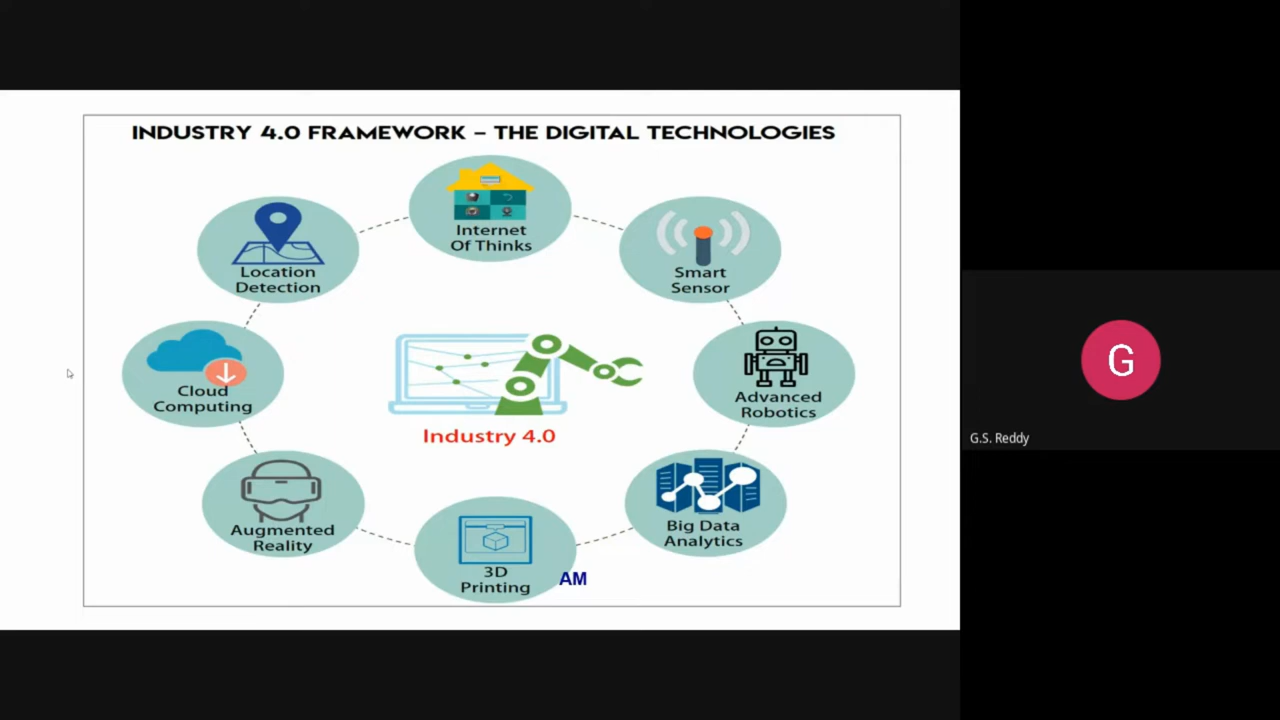 INDUSTRY 4.0 FRAMEWORK – THE DIGITAL TECHNOLOGIES
Internet
Of Thinks
Location
Detection
Smart
Sensor
Cloud
Computing
Advanced
Robotics
Industry 4.0
Augmented
Reality
Big Data
Analytics
3D
Printing
AM
G
G.S. Reddy